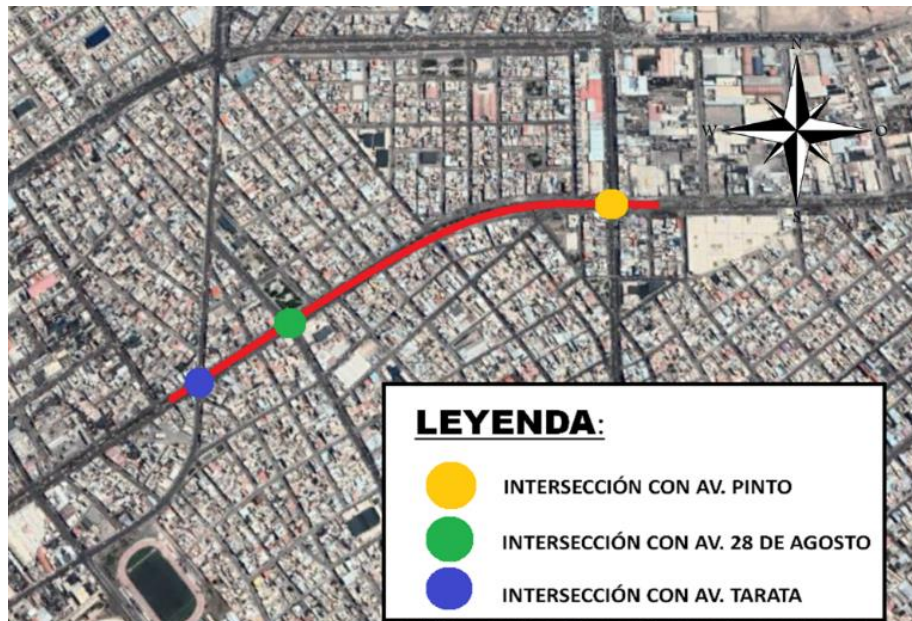 N
W O
S
LEYENDA:
INTERSECCIÓN CON AV. PINTO
INTERSECCIÓN CON AV. 28 DE AGOSTO
INTERSECCIÓN CON AV. TARATA